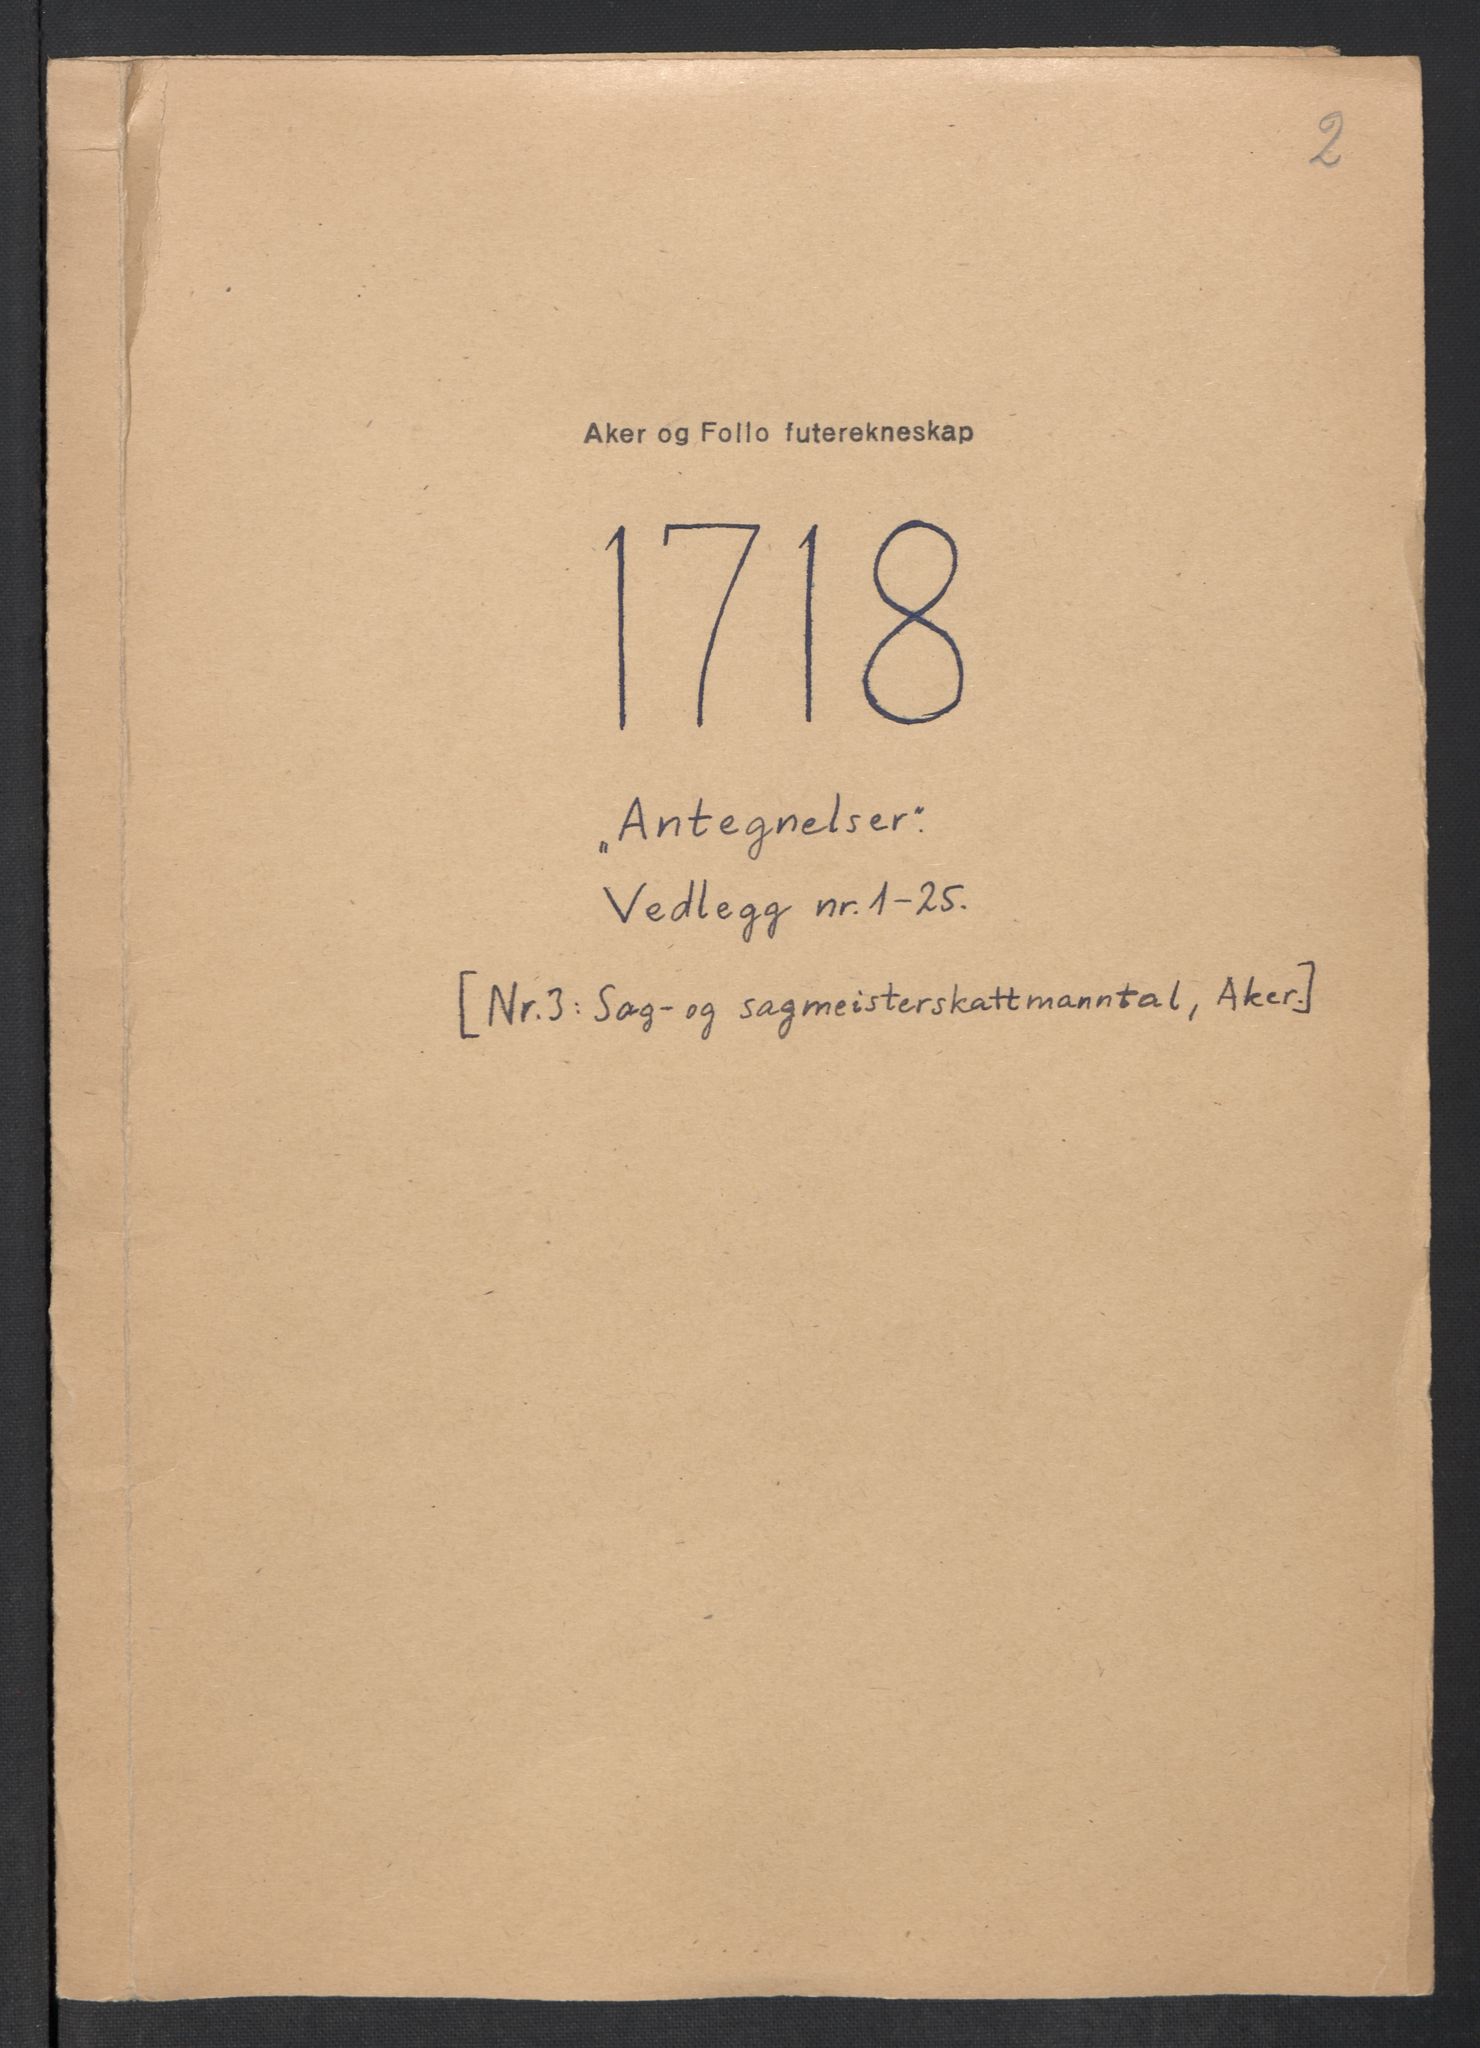 2
Aker og Follo futerekneskap
1718
„Antegnelser“.
Vedlegg nr. 1-25.
[Nr. 3: Sag- og sagmeisterskattmanntal, Aker.]